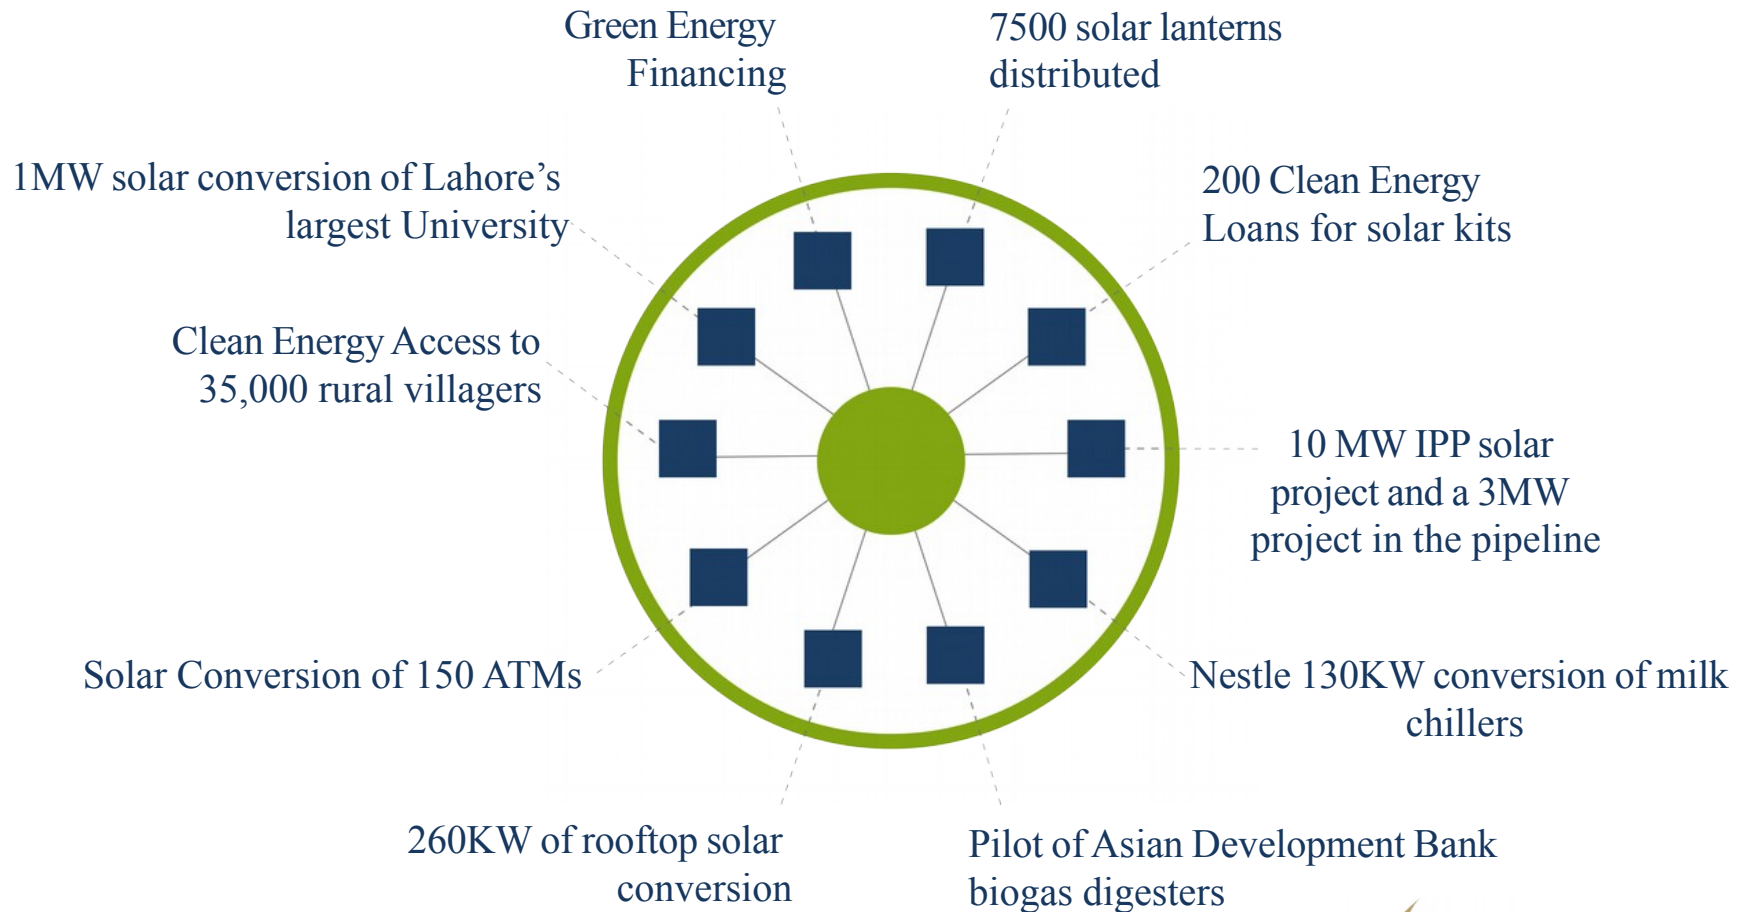 Green Energy
Financing
7500 solar lanterns
distributed
1MW solar conversion of Lahore’s
largest University
200 Clean Energy
Loans for solar kits
Clean Energy Access to
35,000 rural villagers
10 MW IPP solar
project and a 3MW
project in the pipeline
Solar Conversion of 150 ATMs
Nestle 130KW conversion of milk
chillers
260KW of rooftop solar
conversion
Pilot of Asian Development Bank
biogas digesters